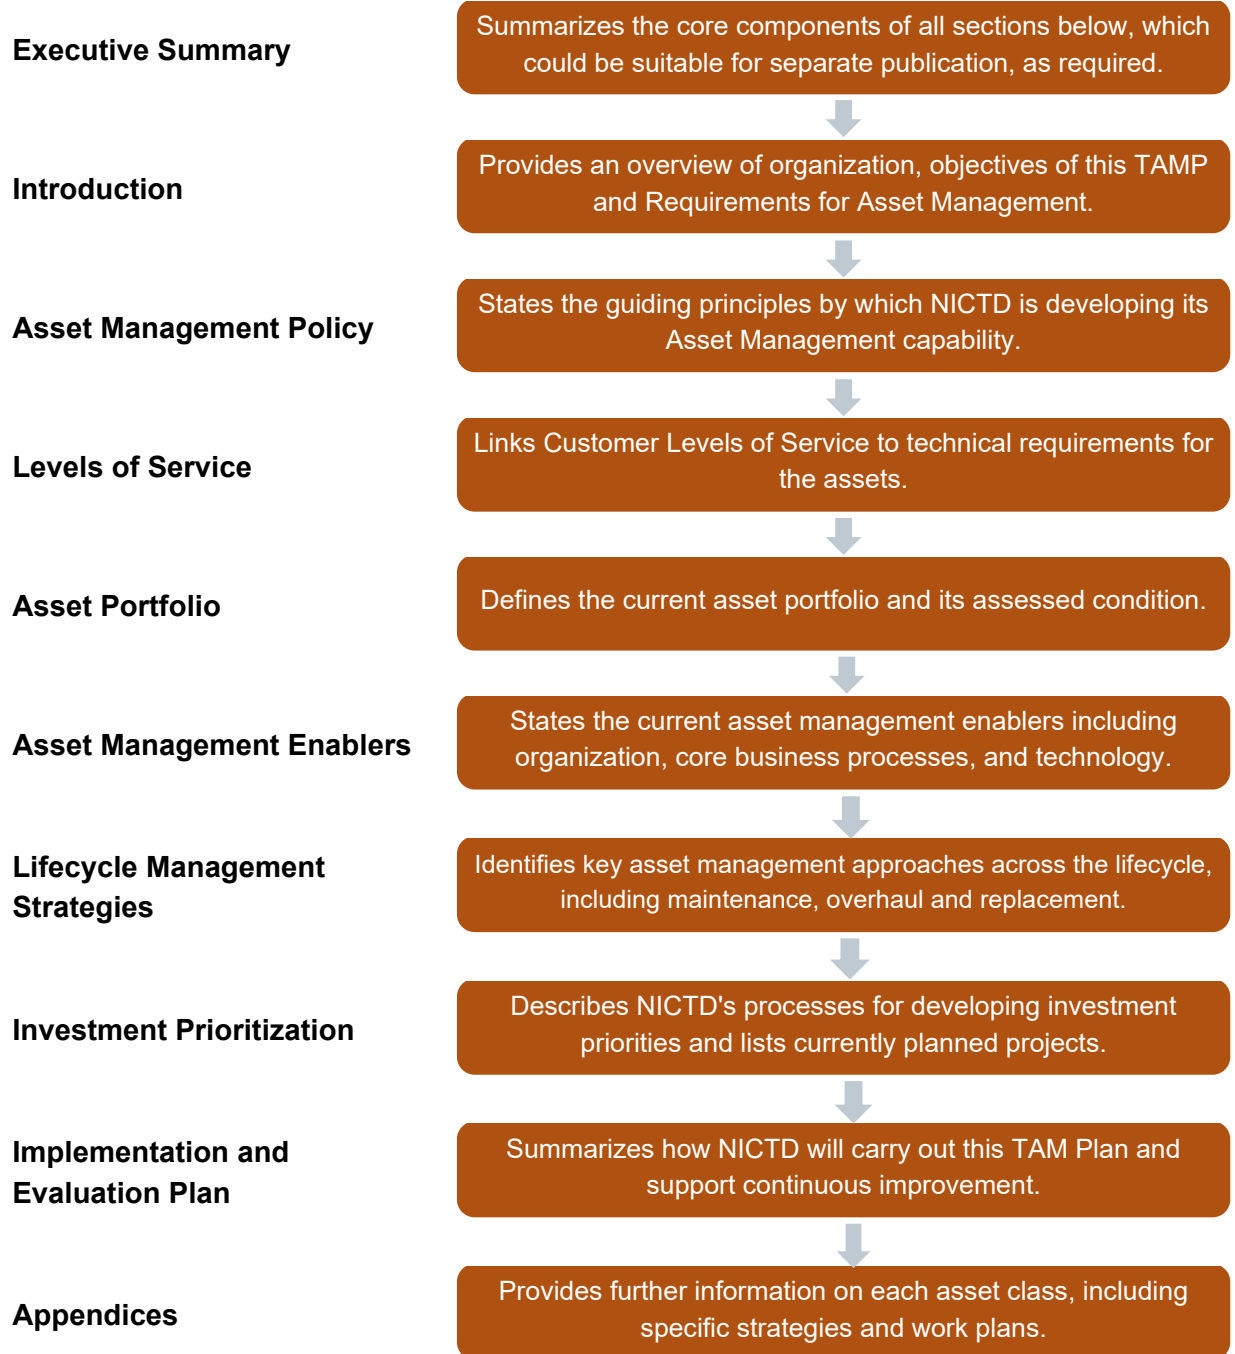 Executive Summary
Summarizes the core components of all sections below, which
could be suitable for separate publication, as required.
Introduction
Provides an overview of organization, objectives of this TAMP
and Requirements for Asset Management.
Asset Management Policy
States the guiding principles by which NICTD is developing its
Asset Management capability.
Levels of Service
Links Customer Levels of Service to technical requirements for
the assets.
Asset Portfolio
Defines the current asset portfolio and its assessed condition.
Asset Management Enablers
States the current asset management enablers including
organization, core business processes, and technology.
Lifecycle Management
Strategies
Identifies key asset management approaches across the lifecycle,
including maintenance, overhaul and replacement.
Investment Prioritization
Describes NICTD's processes for developing investment
priorities and lists currently planned projects.
Implementation and
Evaluation Plan
Summarizes how NICTD will carry out this TAM Plan and
support continuous improvement.
Appendices
Provides further information on each asset class, including
specific strategies and work plans.